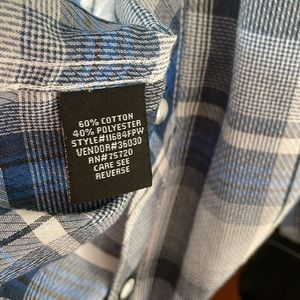 60% COTTON
40% POLYESTER
STYLE#11684FPW
VENDOR#36030
RN#75720
CARE SEE
REVERSE